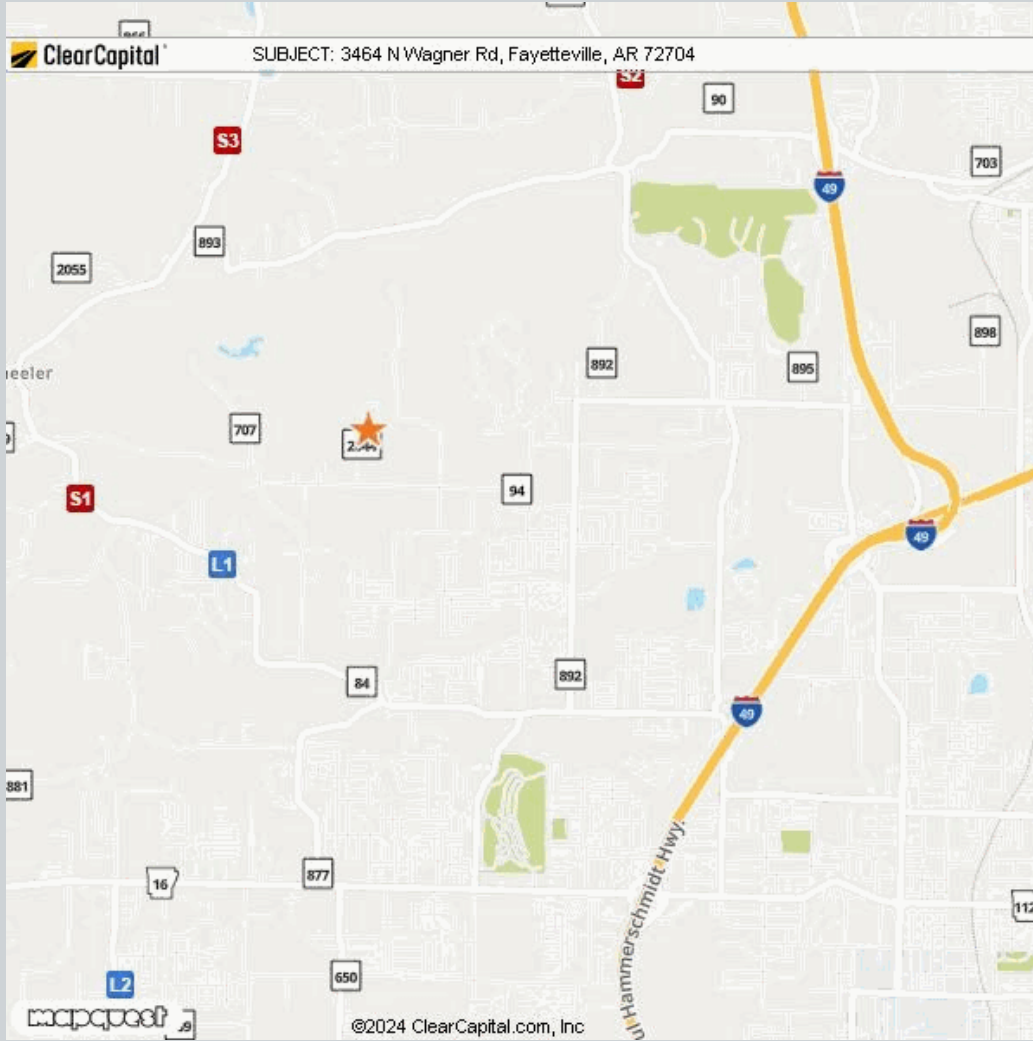 ClearCapital
SUBJECT: 3464 N Wagner Rd, Fayetteville, AR 72704
S2
90
S3
703
49
893
2055
898
892
895
eeler
707
94
S1
49
L1
892
84
49
881
877
16
ul Hammerschmidt Hwy.
112
650
L2
mapquest
©2024 ClearCapital.com, Inc